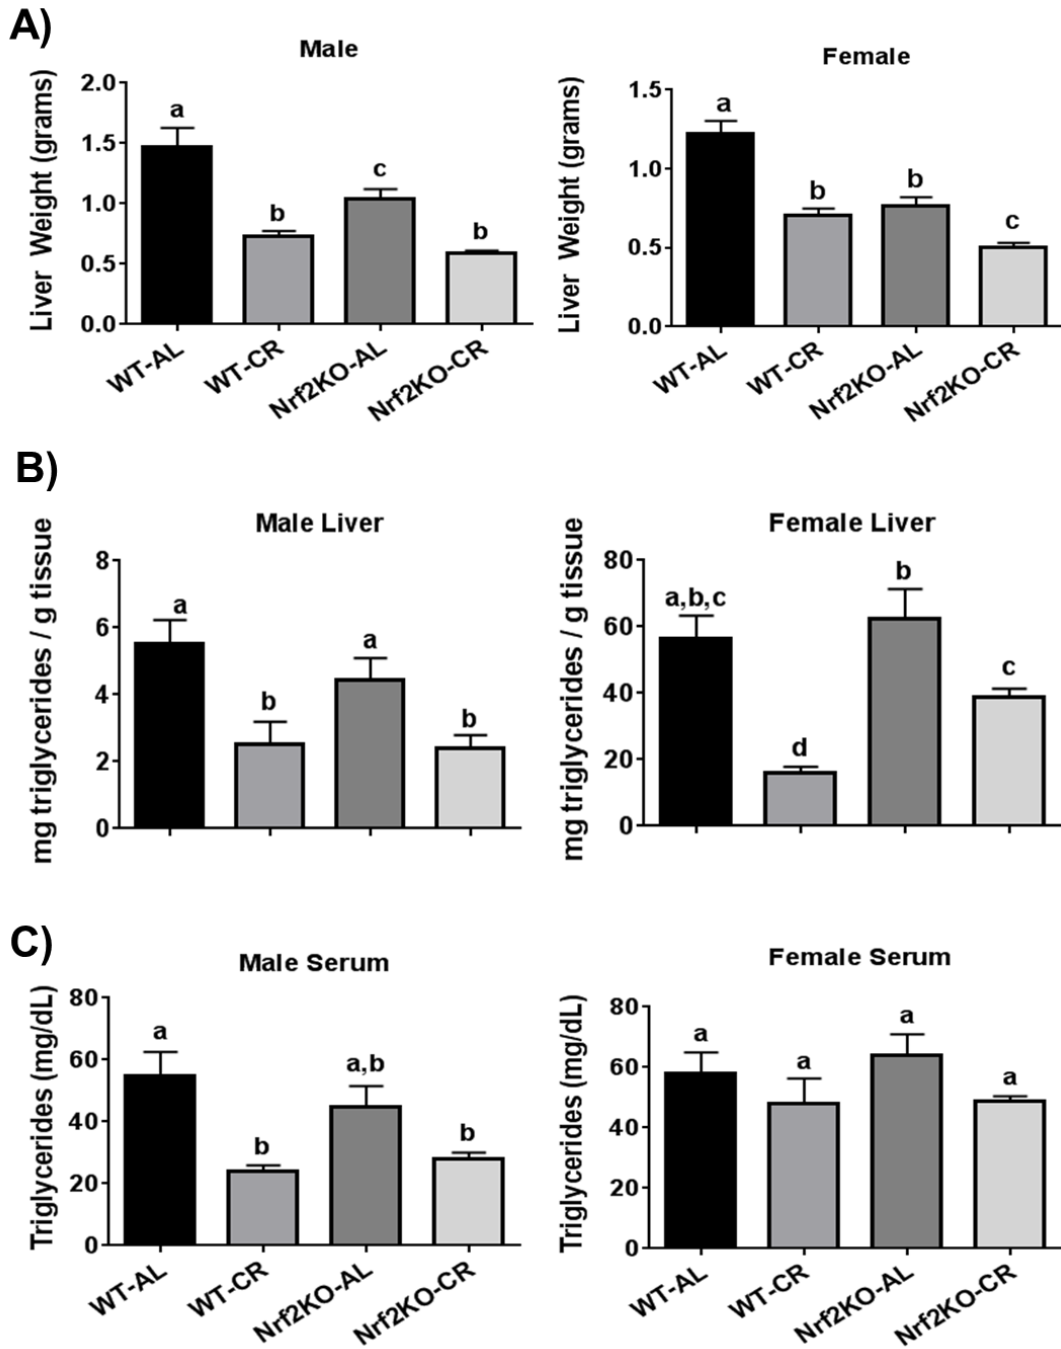 A)
Male
Liver Weight (grams)
2.0
1.5
1.0
0.5
0.0
a
b
c
b
WT-AL
WT-CR
Nrf2KO-AL
Nrf2KO-CR
Female
Liver Weight (grams)
1.5
1.0
0.5
0.0
a
b
b
c
WT-AL
WT-CR
Nrf2KO-AL
Nrf2KO-CR
B)
Male Liver
mg triglycerides / g tissue
8
6
4
2
0
a
b
a
b
Female Liver
mg triglycerides / g tissue
80
60
40
20
0
a,b,c
d
b
c
C)
Male Serum
Triglycerides (mg/dL)
80
60
40
20
0
a
b
a,b
b
WT-AL
WT-CR
Nrf2KO-AL
Nrf2KO-CR
Female Serum
Triglycerides (mg/dL)
80
60
40
20
0
a
a
a
a
WT-AL
WT-CR
Nrf2KO-AL
Nrf2KO-CR